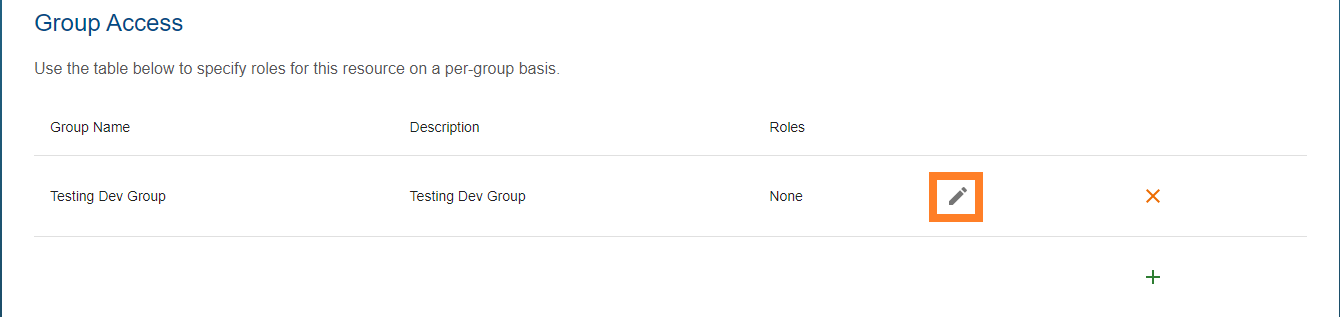 Group Access
Use the table below to specify roles for this resource on a per-group basis.
Group Name Description Roles
Testing Dev Group Testing Dev Group None